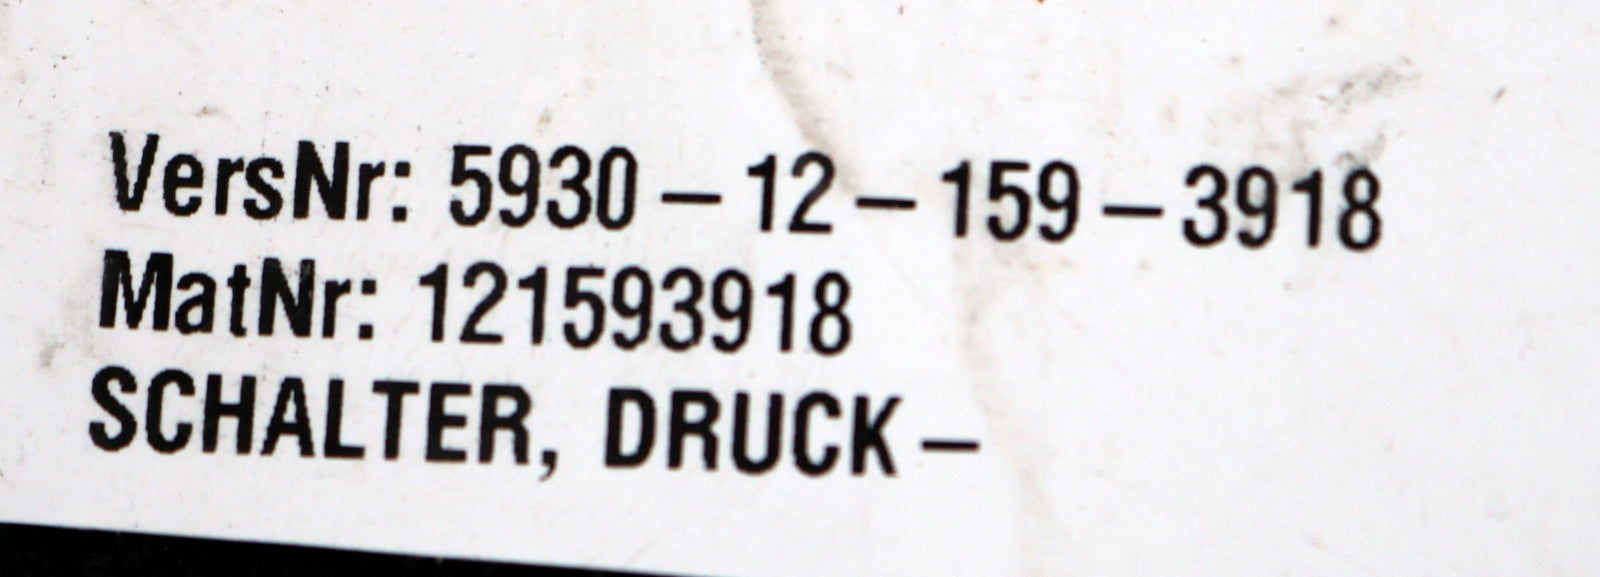 VersNr: 5930-12-159-3918
MatNr: 121593918
SCHALTER, DRUCK-